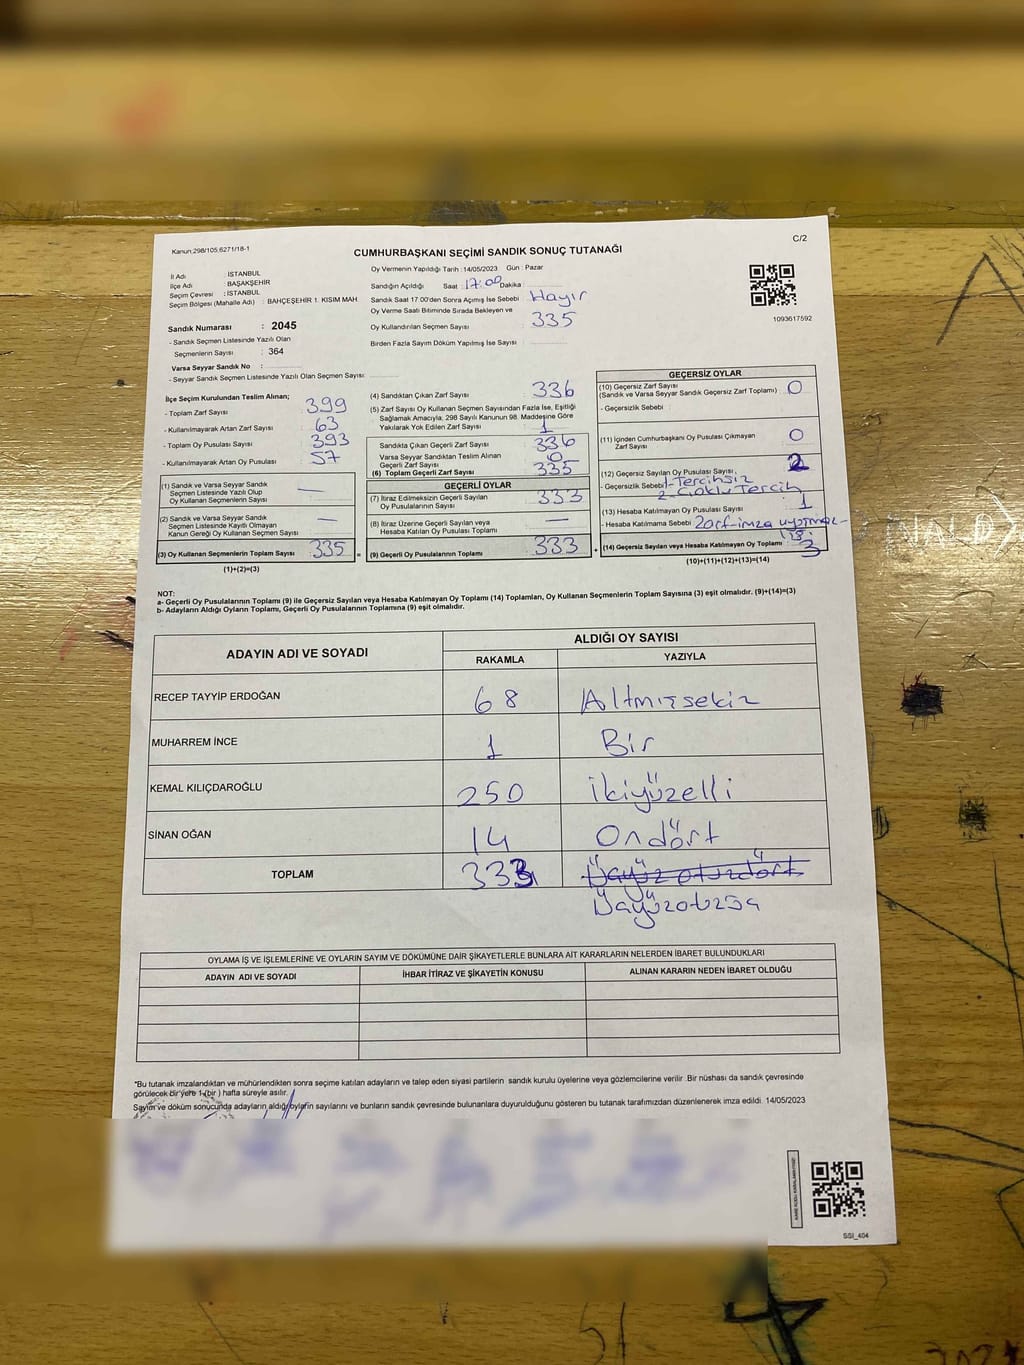 Kanun:298/105,6271/18-1
C/2
CUMHURBAŞKANI SEÇİMİ SANDIK SONUÇ TUTANAĞI
1093617592
İl Adı : İSTANBUL
İlçe Adı : BAŞAKŞEHİR
Seçim Çevresi : İSTANBUL
Seçim Bölgesi (Mahalle Adı) : BAHÇEŞEHİR 1. KISIM MAH.
Sandık Numarası : 2045
- Sandık Seçmen Listesinde Yazılı Olan
Seçmenlerin Sayısı : 364
Varsa Seyyar Sandık No :
- Seyyar Sandık Seçmen Listesinde Yazılı Olan Seçmen Sayısı:
Oy Vermenin Yapıldığı Tarih :14/05/2023 Gün : Pazar
Sandığın Açıldığı Saat :17:00 Dakika :
Sandık Saat 17:00'den Sonra Açımış İse Sebebi : Hayır
Oy Verme Saati Bitiminde Sırada Bekleyen ve
Oy Kullandırılan Seçmen Sayısı : 335
Birden Fazla Sayım Döküm Yapılmış İse Sayısı :
İlçe Seçim Kurulundan Teslim Alınan;
- Toplam Zarf Sayısı : 399
- Kullanılmayarak Artan Zarf Sayısı : 63
- Toplam Oy Pusulası Sayısı : 393
- Kullanılmayarak Artan Oy Pusulası : 57
(1) Sandık ve Varsa Seyyar Sandık
Seçmen Listesinde Yazılı Olup
Oy Kullanan Seçmenlerin Sayısı —
(2) Sandık ve Varsa Seyyar Sandık
Seçmen Listesinde Kayıtlı Olmayan
Kanun Gereği Oy Kullanan Seçmen Sayısı —
(3) Oy Kullanan Seçmenlerin Toplam Sayısı 335 =
(1)+(2)=(3)
(4) Sandıktan Çıkan Zarf Sayısı : 336
(5) Zarf Sayısı Oy Kullanan Seçmen Sayısından Fazla İse, Eşitliği
Sağlamak Amacıyla, 298 Sayılı Kanunun 98. Maddesine Göre
Yakılarak Yok Edilen Zarf Sayısı : 1
Sandıkta Çıkan Geçerli Zarf Sayısı : 336
Varsa Seyyar Sandıktan Teslim Alınan
Geçerli Zarf Sayısı : 0
(6) Toplam Geçerli Zarf Sayısı : 335
GEÇERLİ OYLAR
(7) İtiraz Edilmeksizin Geçerli Sayılan
Oy Pusulalarının Sayısı : 333
(8) İtiraz Üzerine Geçerli Sayılan veya
Hesaba Katılan Oy Pusulası Toplamı —
(9) Geçerli Oy Pusulalarının Toplamı : 333 +
GEÇERSİZ OYLAR
(10) Geçersiz Zarf Sayısı
(Sandık ve Varsa Seyyar Sandık Geçersiz Zarf Toplamı) : 0
- Geçersizlik Sebebi :
(11) İçinden Cumhurbaşkanı Oy Pusulası Çıkmayan
Zarf Sayısı 0
(12) Geçersiz Sayılan Oy Pusulası Sayısı, 2
- Geçersizlik Sebebi 1-Tercihsiz
2-Çoklu Tercih
(13) Hesaba Katılmayan Oy Pusulası Sayısı 1
- Hesaba Katılmama Sebebi Zarf-imza uyuşmaz-
(14) Geçersiz Sayılan veya Hesaba Katılmayan Oy Toplamı : 3
(10)+(11)+(12)+(13)=(14)
NOT:
a- Geçerli Oy Pusulalarının Toplamı (9) ile Geçersiz Sayılan veya Hesaba Katılmayan Oy Toplamı (14) Toplamları, Oy Kullanan Seçmenlerin Toplam Sayısına (3) eşit olmalıdır. (9)+(14)=(3)
b- Adayların Aldığı Oyların Toplamı, Geçerli Oy Pusulalarının Toplamına (9) eşit olmalıdır.
ADAYIN ADI VE SOYADI ALDIĞI OY SAYISI
RAKAMLA YAZIYLA
RECEP TAYYİP ERDOĞAN 68 Altmışsekiz
MUHARREM İNCE 1 Bir
KEMAL KILIÇDAROĞLU 250 İkiyüzelli
SİNAN OĞAN 14 Ondört
TOPLAM 333 Üçyüz otuzdört
Üçyüzotuzüç
OYLAMA İŞ VE İŞLEMLERİNE VE OYLARIN SAYIM VE DÖKÜMÜNE DAİR ŞİKAYETLERLE BUNLARA AİT KARARLARIN NELERDEN İBARET BULUNDUKLARI
ADAYIN ADI VE SOYADI İHBAR İTİRAZ VE ŞİKAYETİN KONUSU ALINAN KARARIN NEDEN İBARET OLDUĞU
*Bu tutanak imzalandıktan ve mühürlendikten sonra seçime katılan adayların ve talep eden siyasi partilerin sandık kurulu üyelerine veya gözlemcilerine verilir. Bir nüshası da sandık çevresinde
görülecek bir yere 1 (bir) hafta süreyle asılır.
Sayım ve döküm sonucunda adayların aldığı oyların sayılarını ve bunların sandık çevresinde bulunanlara duyurulduğunu gösteren bu tutanak tarafımızdan düzenlenerek imza edildi. 14/05/2023
SSİ_404